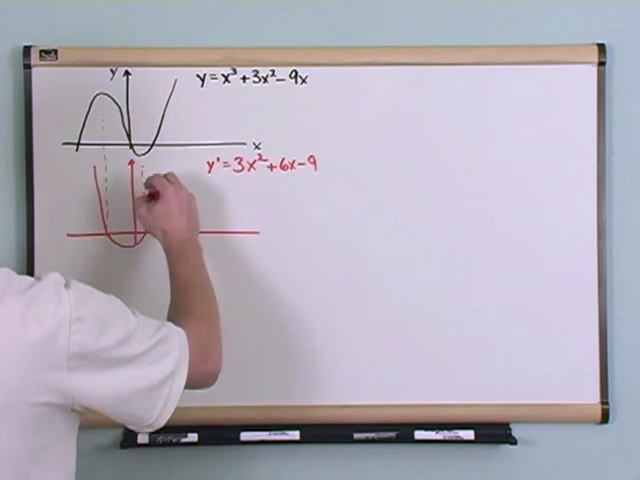 y
y = x³ + 3x² - 9x
x
y' = 3x² + 6x - 9